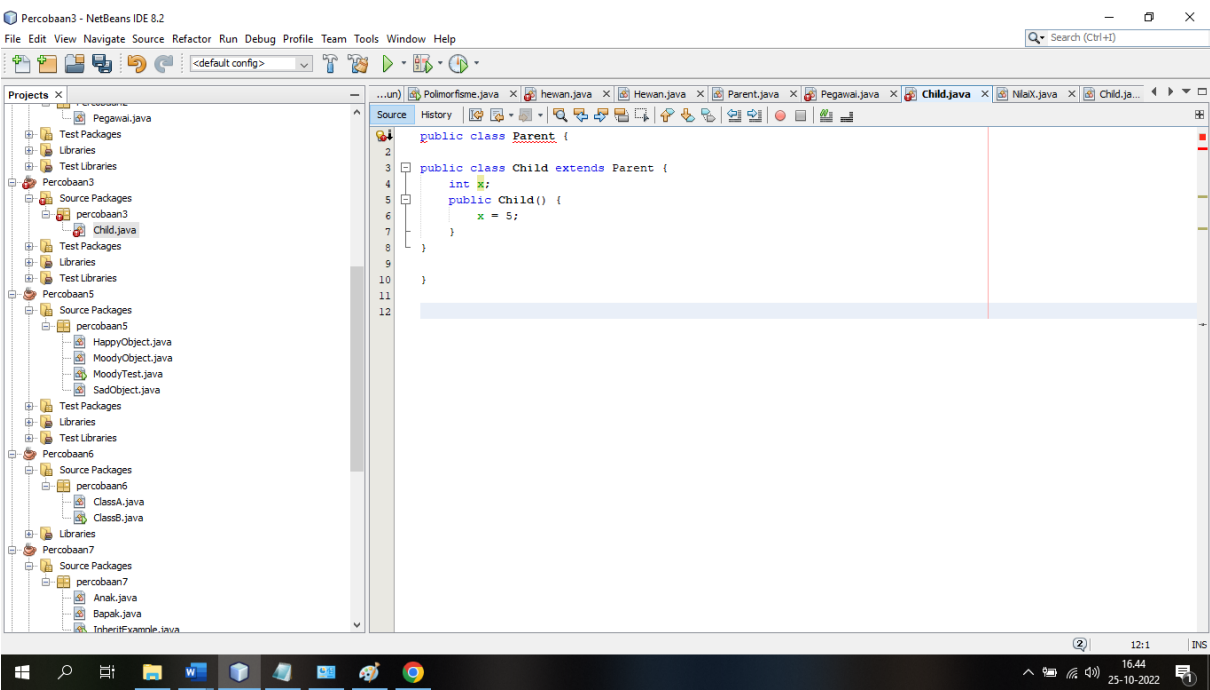 Percobaan3 - NetBeans IDE 8.2
File Edit View Navigate Source Refactor Run Debug Profile Team Tools Window Help
Search (Ctrl+I)
<default config>
Projects
...un) Polimorfisme.java hewan.java Hewan.java Parent.java Pegawai.java Child.java NilaiX.java Child.ja...
Source History
Pegawai.java
Test Packages
Libraries
Test Libraries
Percobaan3
Source Packages
percobaan3
Child.java
Test Packages
Libraries
Test Libraries
Percobaan5
Source Packages
percobaan5
HappyObject.java
MoodyObject.java
MoodyTest.java
SadObject.java
Test Packages
Libraries
Test Libraries
Percobaan6
Source Packages
percobaan6
ClassA.java
ClassB.java
Libraries
Percobaan7
Source Packages
percobaan7
Anak.java
Bapak.java
InheritExample.java
public class Parent {
2
3 public class Child extends Parent {
4 int x;
5 public Child() {
6 x = 5;
7 }
8 }
9
10 }
11
12
2 12:1 INS
16.44
25-10-2022